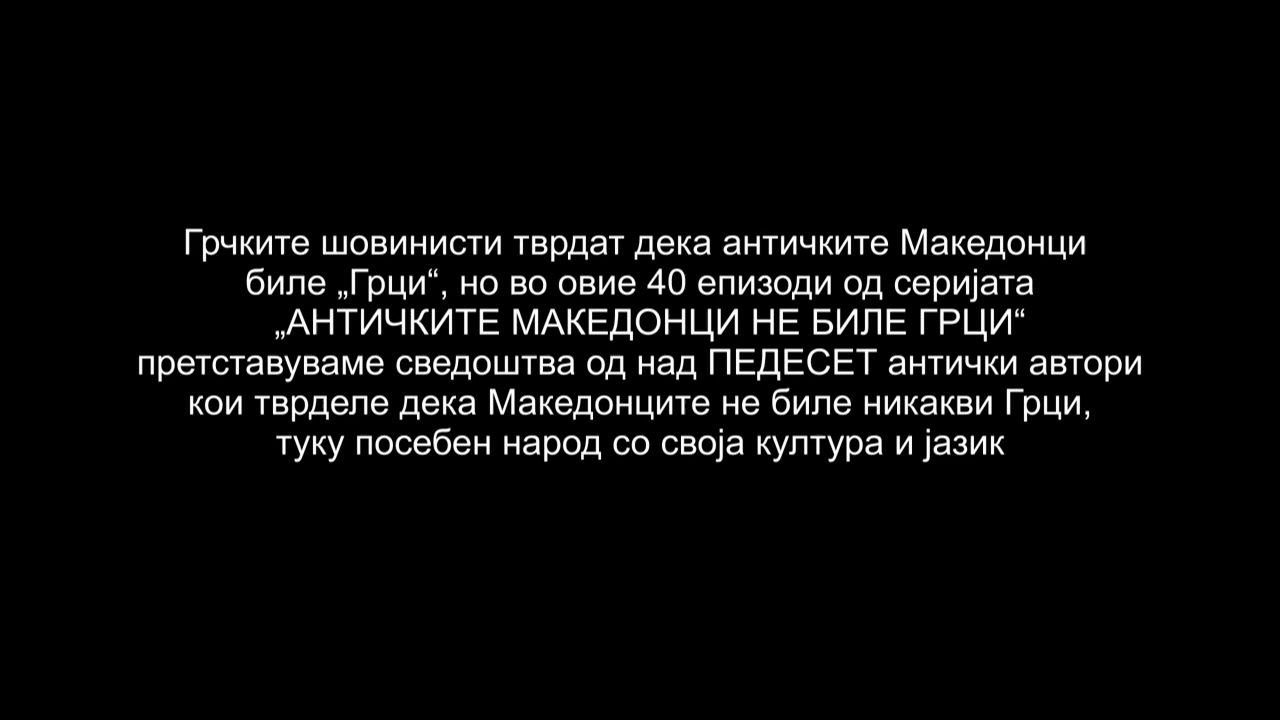 Грчките шовинисти тврдат дека античките Македонци
биле „Грци“, но во овие 40 епизоди од серијата
„АНТИЧКИТЕ МАКЕДОНЦИ НЕ БИЛЕ ГРЦИ“
претставуваме сведоштва од над ПЕДЕСЕТ антички автори
кои тврделе дека Македонците не биле никакви Грци,
туку посебен народ со своја култура и јазик